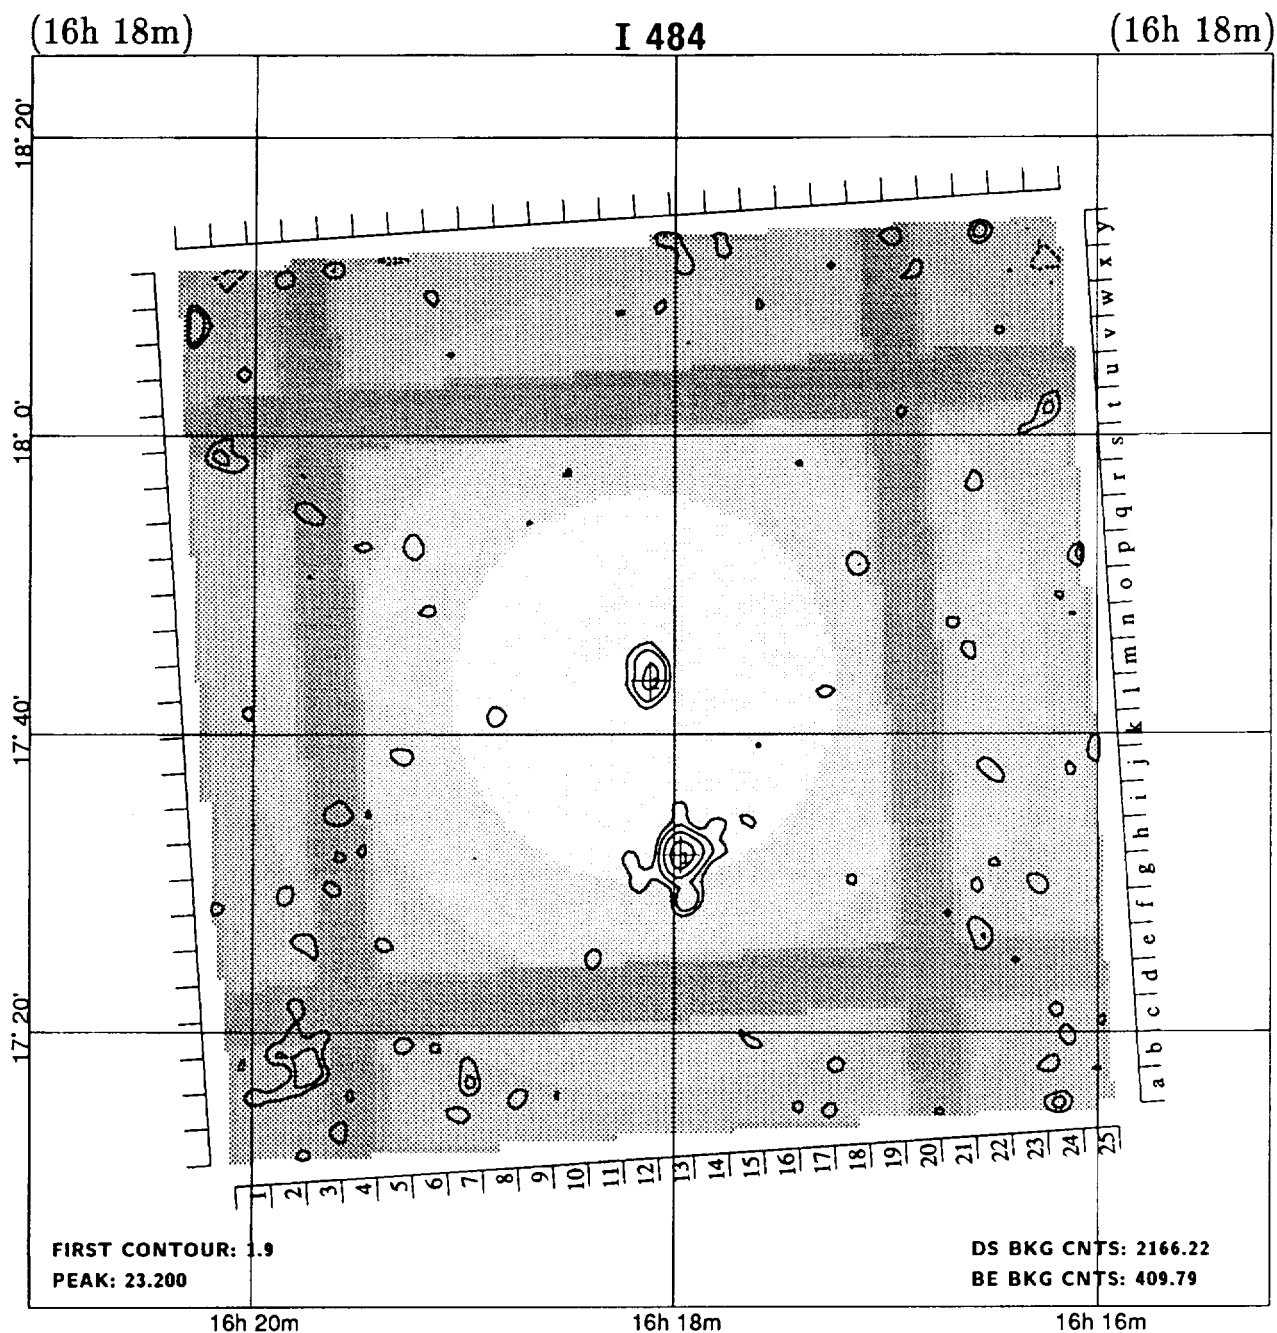 (16h 18m) I 484 (16h 18m)
18° 20'
18° 0'
17° 40'
17° 20'
a b c d e f g h i j k l m n o p q r s t u v w x y
1 2 3 4 5 6 7 8 9 10 11 12 13 14 15 16 17 18 19 20 21 22 23 24 25
FIRST CONTOUR: 1.9 DS BKG CNTS: 2166.22
PEAK: 23.200 BE BKG CNTS: 409.79
16h 20m 16h 18m 16h 16m